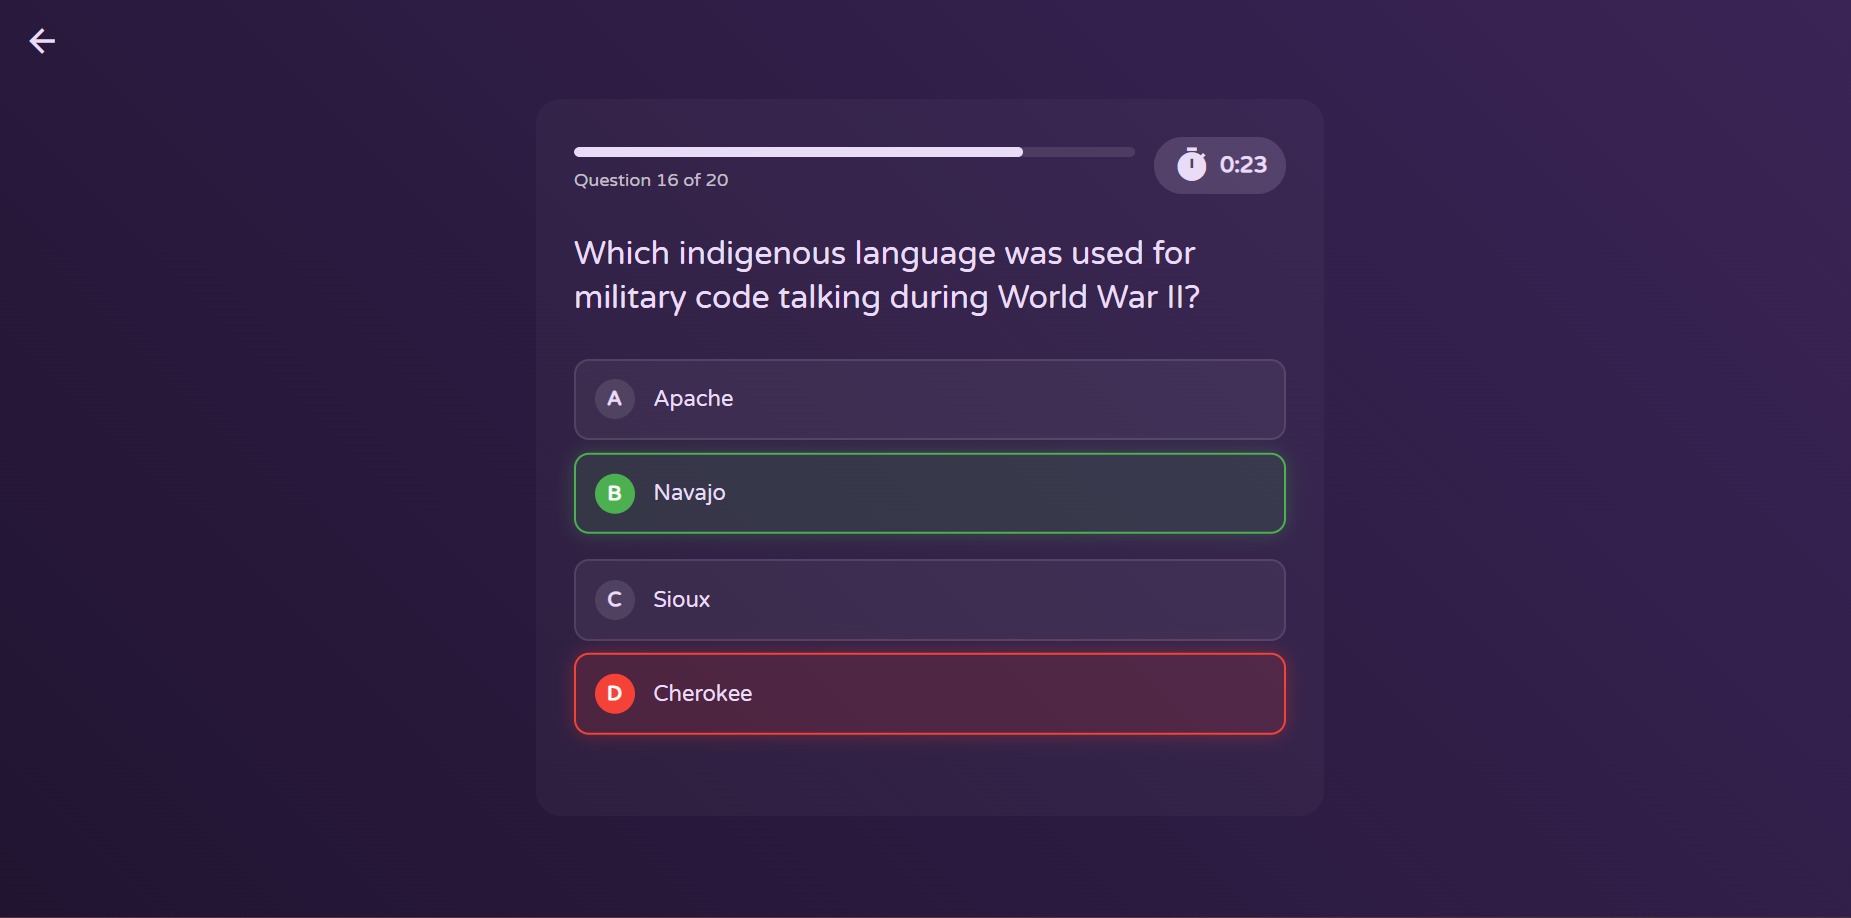 Question 16 of 20
0:23
Which indigenous language was used for
military code talking during World War II?
A Apache
B Navajo
C Sioux
D Cherokee